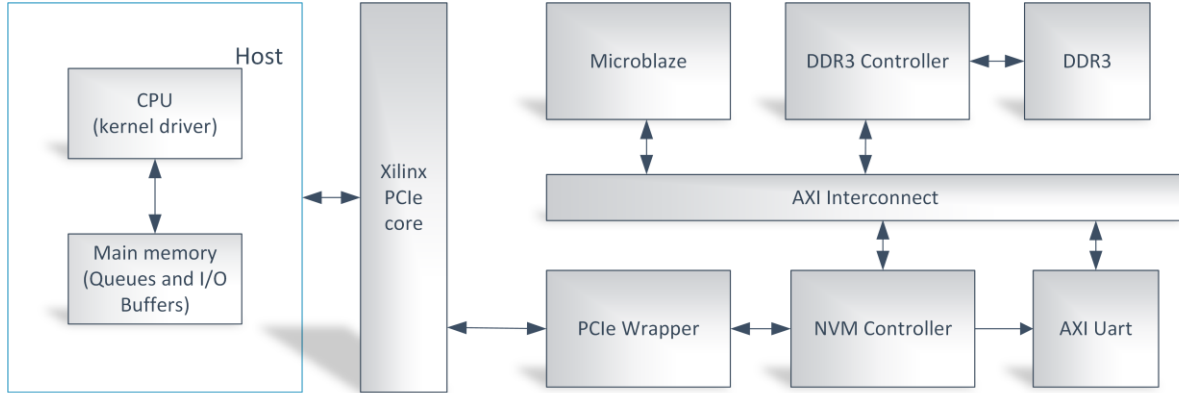 Host
CPU
(kernel driver)
Main memory
(Queues and I/O
Buffers)
Xilinx
PCIe
core
Microblaze
DDR3 Controller
DDR3
AXI Interconnect
PCIe Wrapper
NVM Controller
AXI Uart